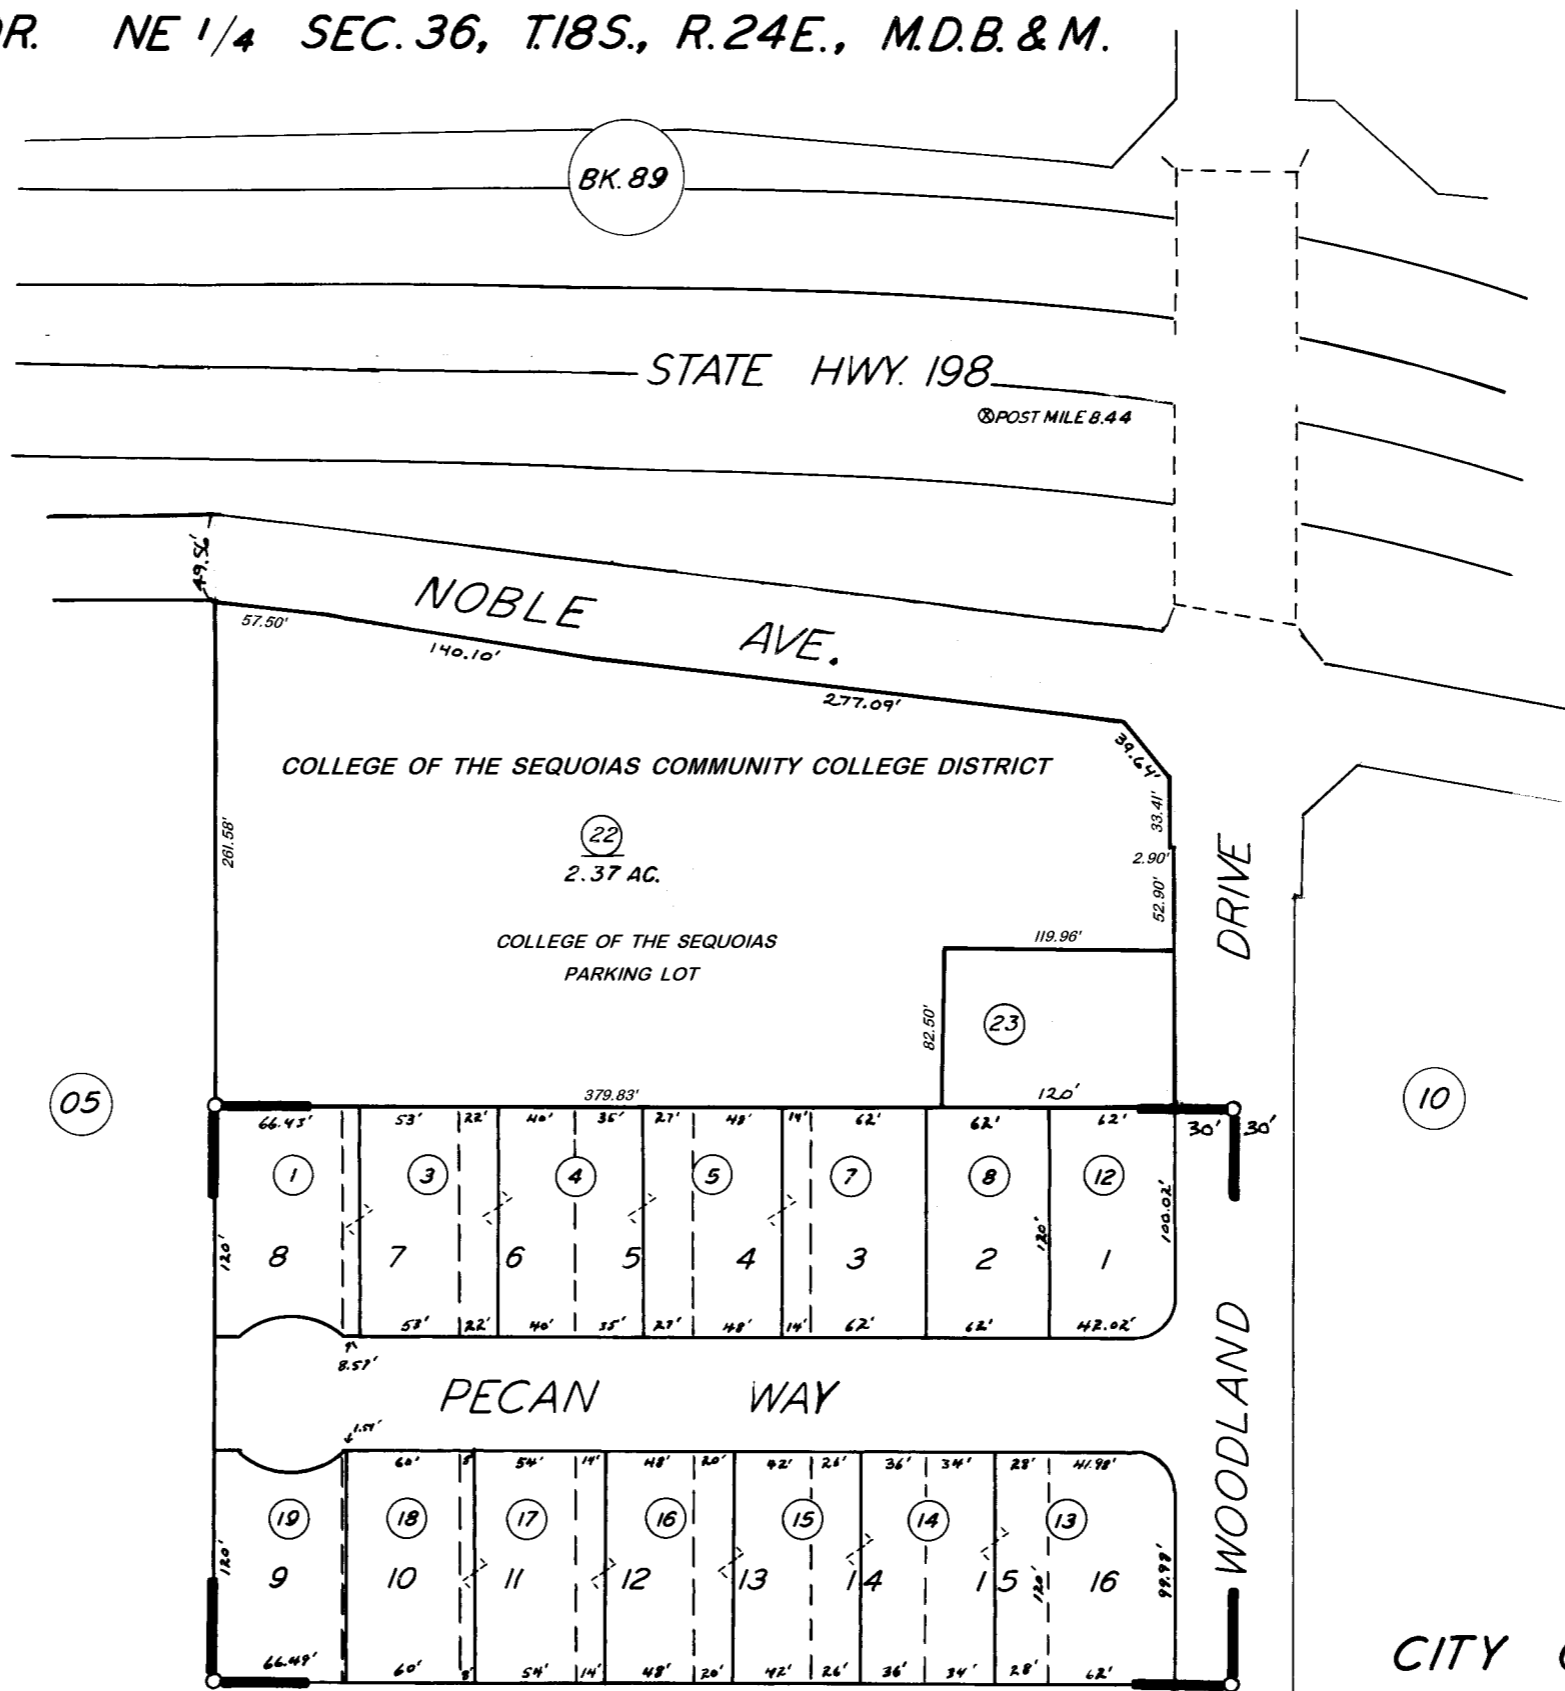 OR. NE 1/4 SEC. 36, T.18S., R.24E., M.D.B. & M.
BK. 89
STATE HWY. 198
POST MILE 8.44
49.56'
NOBLE AVE.
57.50'
140.10'
277.09'
39.64'
COLLEGE OF THE SEQUOIAS COMMUNITY COLLEGE DISTRICT
33.41'
261.58'
22
2.37 AC.
2.90'
52.90'
DRIVE
COLLEGE OF THE SEQUOIAS
PARKING LOT
119.96'
82.50'
23
05
379.83'
120'
10
66.43' 53' 22' 40' 35' 27' 48' 14' 62' 62' 62' 30' 30'
1 3 4 5 7 8 12
100.02'
120' 8 7 6 5 4 3 2 120' 1
53' 22' 40' 35' 27' 48' 14' 62' 62' 42.02'
8.57'
PECAN WAY
WOODLAND
60' 8' 54' 14' 48' 20' 42' 26' 36' 34' 28' 41.98'
19 18 17 16 15 14 13
120' 9 10 11 12 13 14 15 120' 16 99.98'
66.49' 60' 8' 54' 14' 48' 20' 42' 26' 36' 34' 28' 62'
CITY